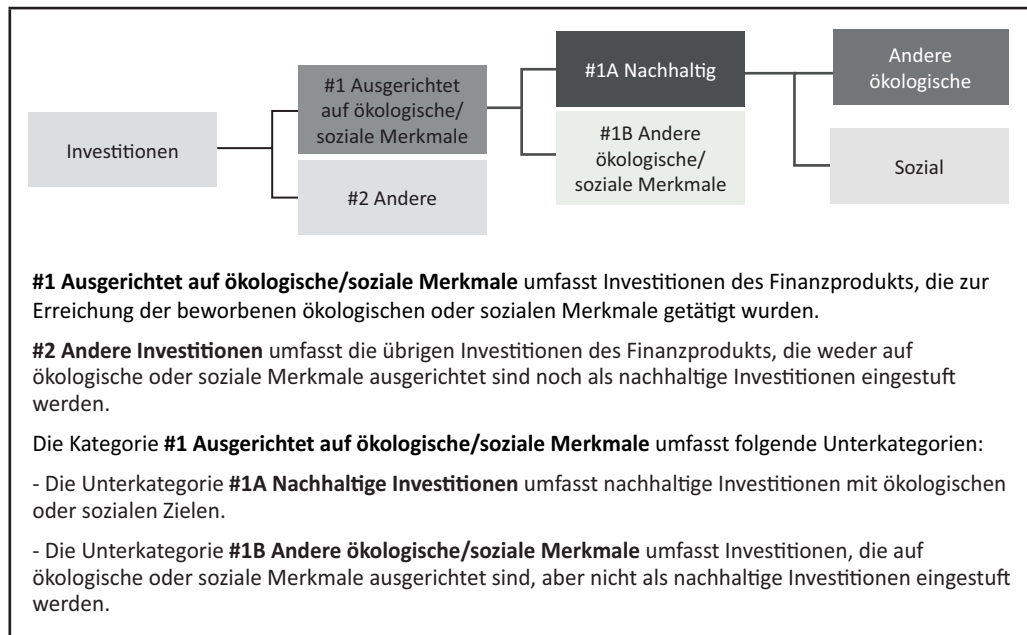 Investitionen
#1 Ausgerichtet
auf ökologische/
soziale Merkmale
#2 Andere
#1A Nachhaltig
#1B Andere
ökologische/
soziale Merkmale
Andere
ökologische
Sozial
#1 Ausgerichtet auf ökologische/soziale Merkmale umfasst Investitionen des Finanzprodukts, die zur
Erreichung der beworbenen ökologischen oder sozialen Merkmale getätigt wurden.
#2 Andere Investitionen umfasst die übrigen Investitionen des Finanzprodukts, die weder auf
ökologische oder soziale Merkmale ausgerichtet sind noch als nachhaltige Investitionen eingestuft
werden.
Die Kategorie #1 Ausgerichtet auf ökologische/soziale Merkmale umfasst folgende Unterkategorien:
- Die Unterkategorie #1A Nachhaltige Investitionen umfasst nachhaltige Investitionen mit ökologischen
oder sozialen Zielen.
- Die Unterkategorie #1B Andere ökologische/soziale Merkmale umfasst Investitionen, die auf
ökologische oder soziale Merkmale ausgerichtet sind, aber nicht als nachhaltige Investitionen eingestuft
werden.